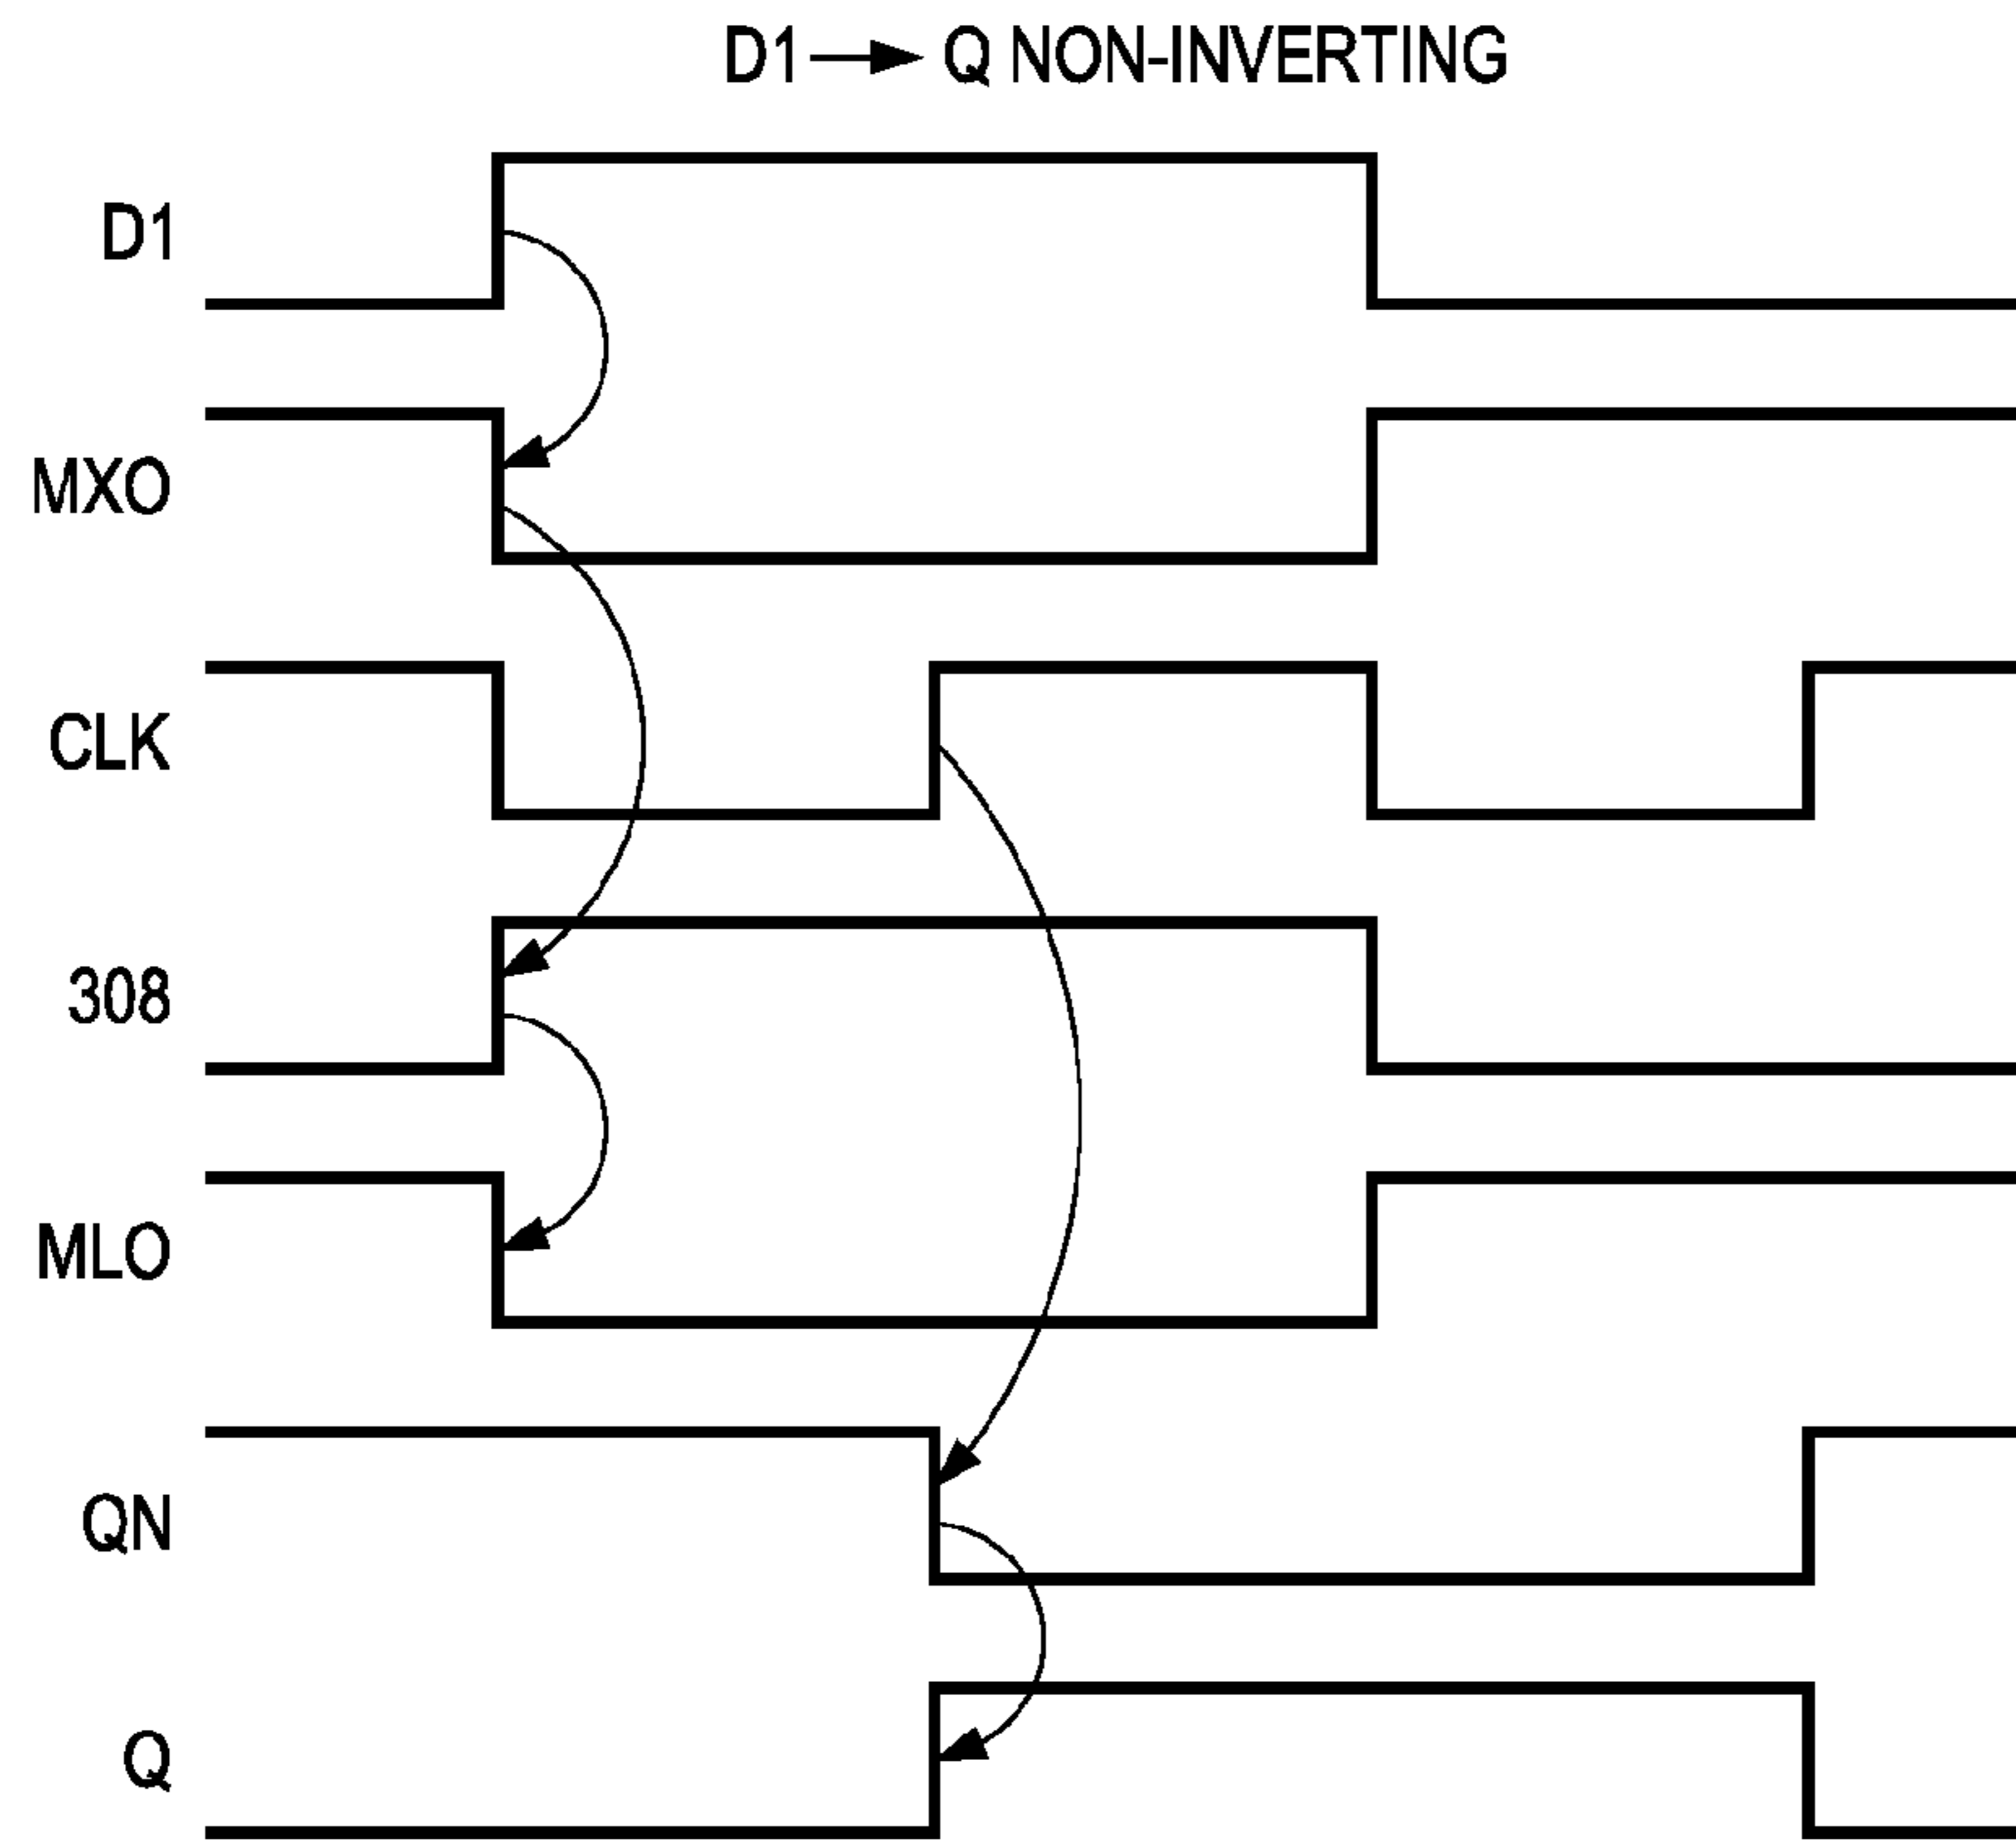 D1 → Q NON-INVERTING
D1
MXO
CLK
308
MLO
QN
Q